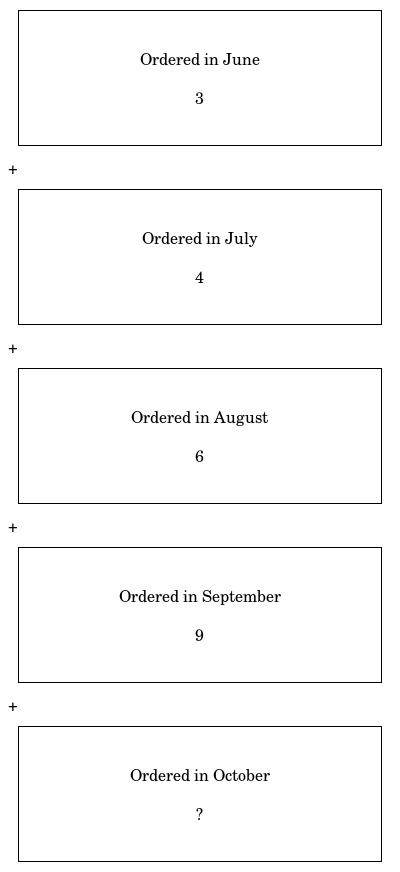 Ordered in June
3
+
Ordered in July
4
+
Ordered in August
6
+
Ordered in September
9
+
Ordered in October
?